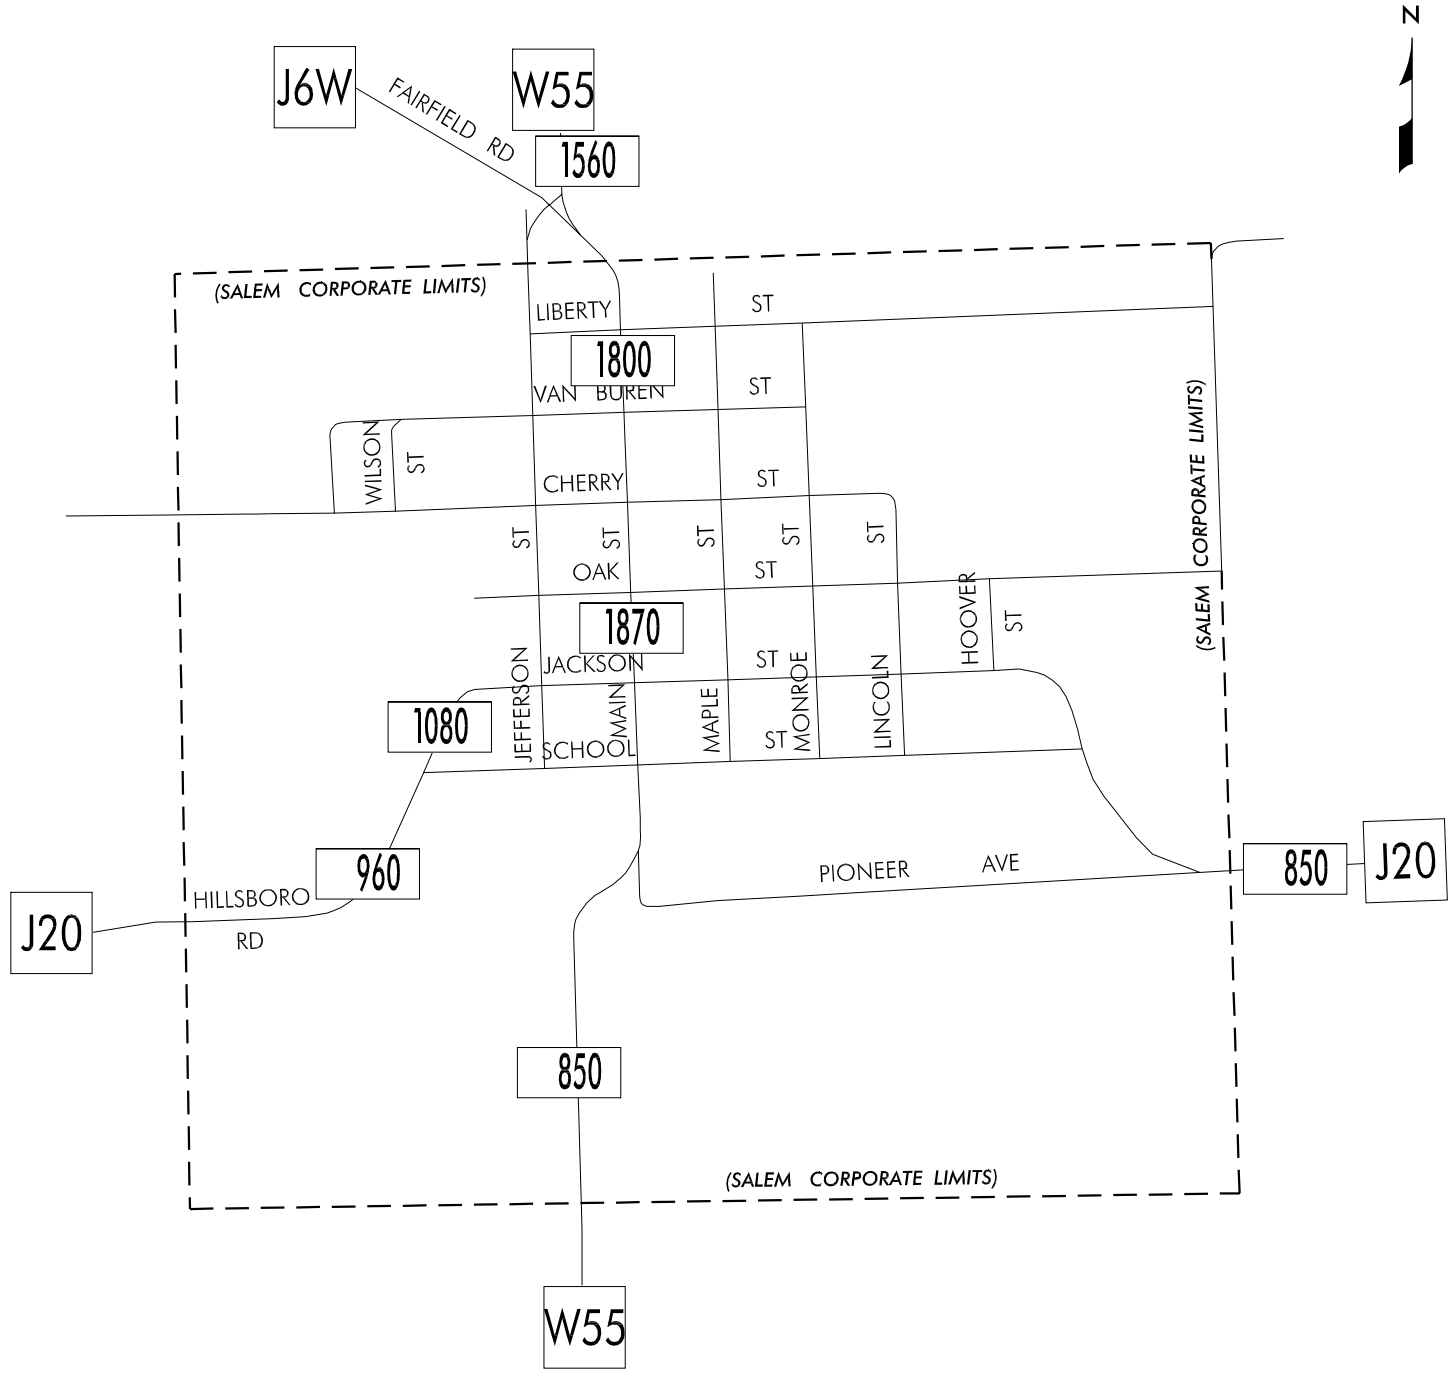 N
J6W
W55
FAIRFIELD RD
1560
(SALEM CORPORATE LIMITS)
LIBERTY ST
1800
VAN BUREN ST
WILSON ST
CHERRY ST
(SALEM CORPORATE LIMITS)
OAK ST
HOOVER ST
1870
JACKSON ST
JEFFERSON ST
MAIN ST
MAPLE ST
MONROE ST
LINCOLN ST
1080
SCHOOL ST
960
HILLSBORO
RD
J20
PIONEER AVE
850
J20
850
(SALEM CORPORATE LIMITS)
W55